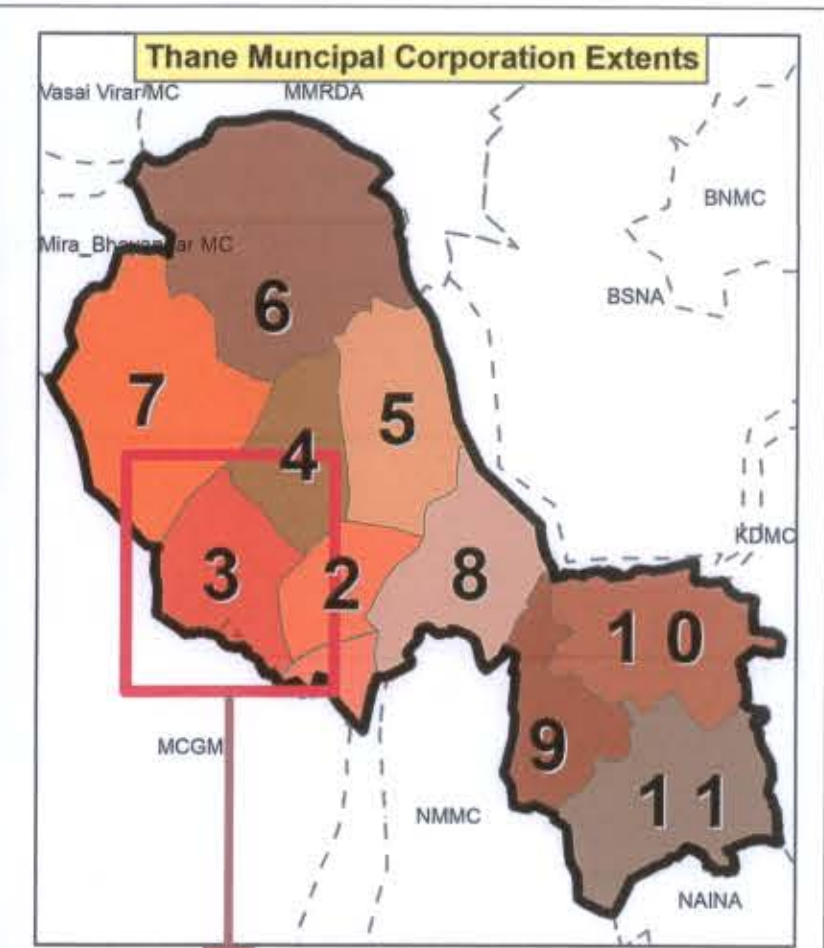 Thane Muncipal Corporation Extents
Vasai Virar MC
MMRDA
BNMC
Mira_Bhayandar MC
BSNA
6
7
5
4
KDMC
3
2
8
10
9
MCGM
11
NMMC
NAINA